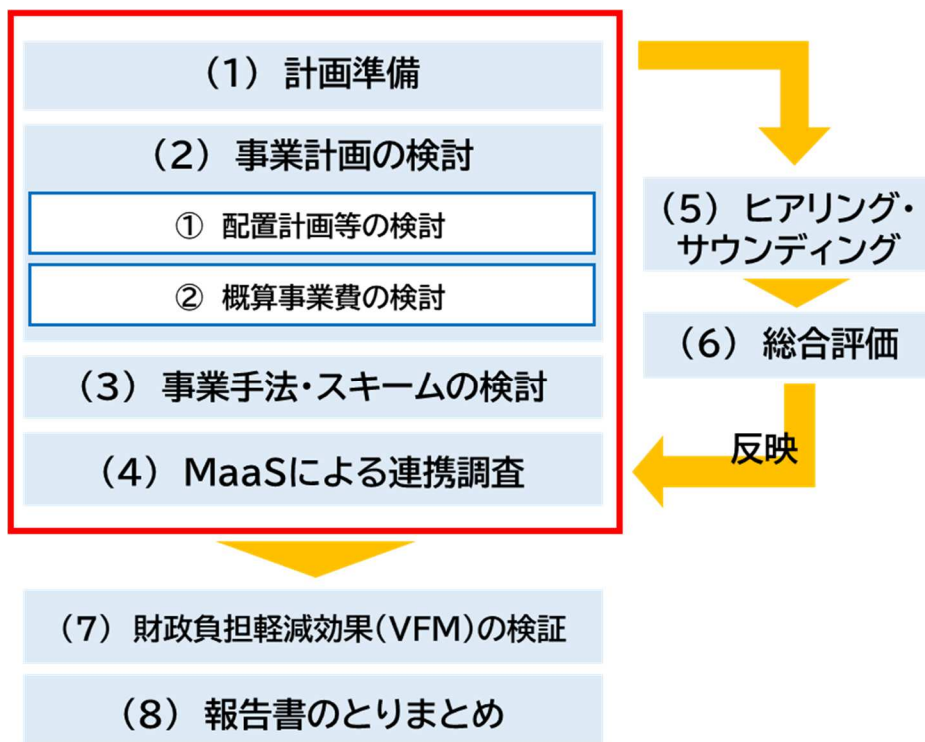 （1） 計画準備
（2） 事業計画の検討
① 配置計画等の検討
② 概算事業費の検討
（3） 事業手法・スキームの検討
（4） MaaSによる連携調査
（5） ヒアリング・
サウンディング
（6） 総合評価
反映
（7） 財政負担軽減効果(VFM)の検証
（8） 報告書のとりまとめ